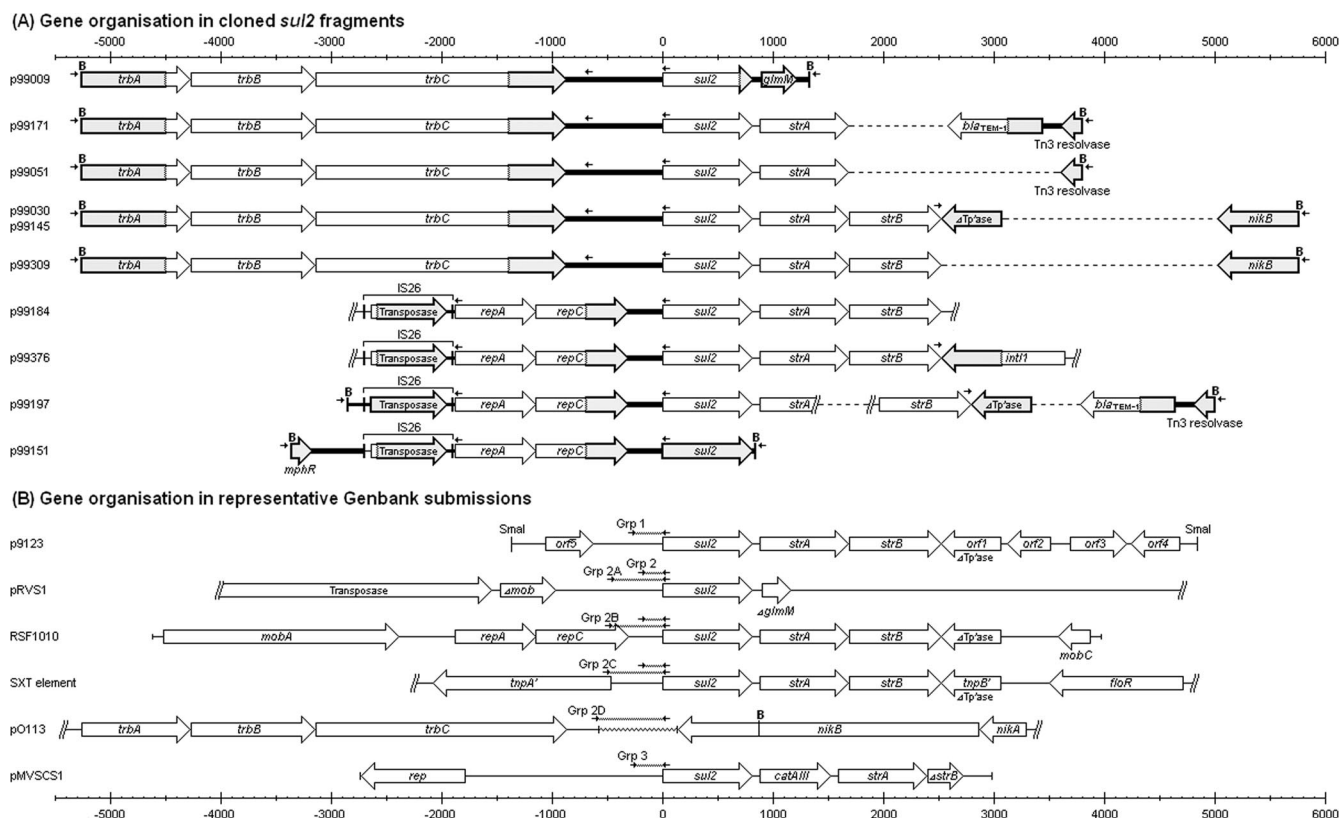 (A) Gene organisation in cloned sul2 fragments
-5000 -4000 -3000 -2000 -1000 0 1000 2000 3000 4000 5000 6000
B B
p99009 trbA trbB trbC sul2 glmM
B B
p99171 trbA trbB trbC sul2 strA blaTEM-1
Tn3 resolvase
B B
p99051 trbA trbB trbC sul2 strA
Tn3 resolvase
B B
p99030
p99145 trbA trbB trbC sul2 strA strB ΔTp'ase nikB
B B
p99309 trbA trbB trbC sul2 strA strB nikB
IS26
p99184 Transposase repA repC sul2 strA strB
IS26
p99376 Transposase repA repC sul2 strA strB intI1
B IS26 B
p99197 Transposase repA repC sul2 strA strB ΔTp'ase blaTEM-1
Tn3 resolvase
B IS26 B
p99151 Transposase repA repC sul2
mphR
(B) Gene organisation in representative Genbank submissions
SmaI Grp 1 SmaI
p9123 orf5 sul2 strA strB orf1 orf2 orf3 orf4
ΔTp'ase
Grp 2
Grp 2A
pRVS1 Transposase Δmob sul2
ΔglmM
Grp 2B
RSF1010 mobA repA repC sul2 strA strB ΔTp'ase
mobC
Grp 2C
SXT element tnpA' sul2 strA strB tnpB' floR
ΔTp'ase
Grp 2D B
pO113 trbA trbB trbC nikB nikA
Grp 3
pMVSCS1 rep sul2 catAIII strA ΔstrB
-5000 -4000 -3000 -2000 -1000 0 1000 2000 3000 4000 5000 6000